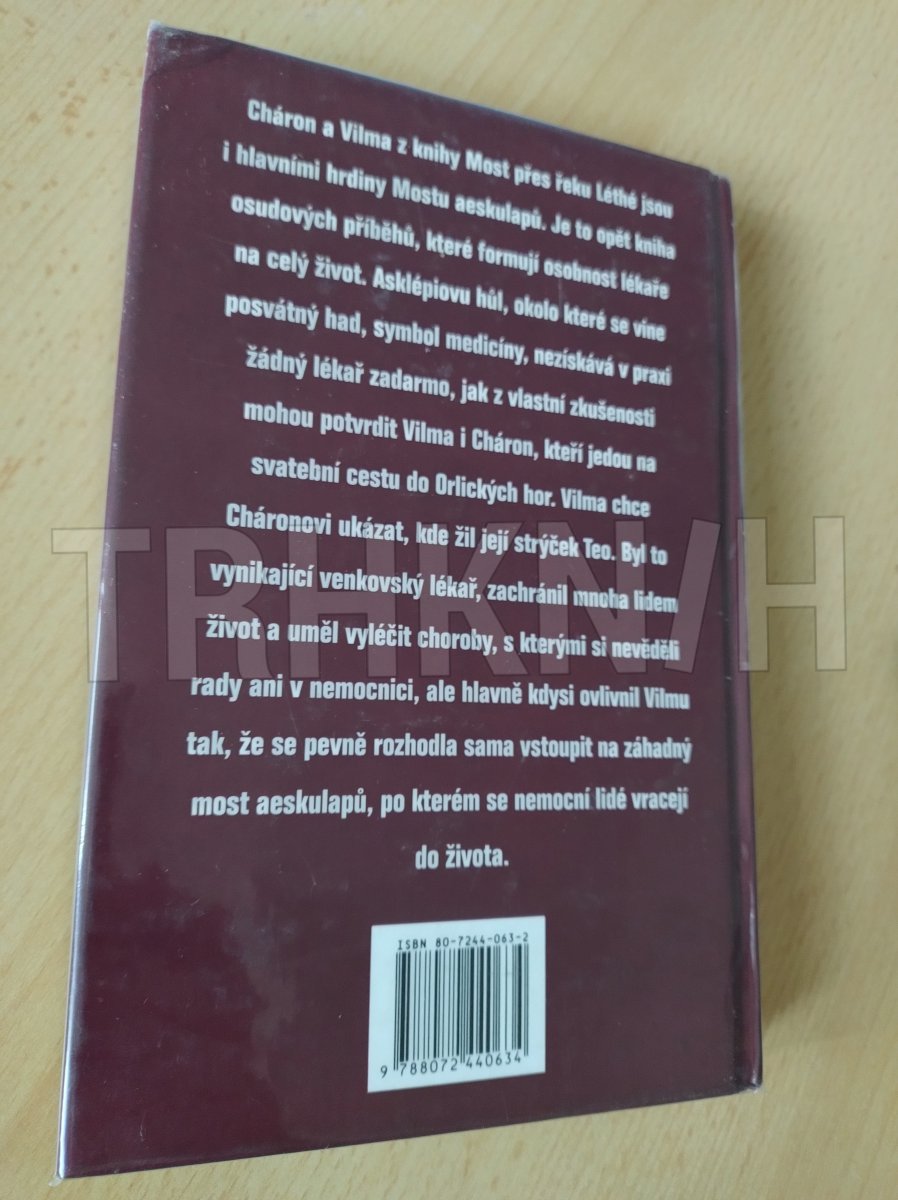 Cháron a Vilma z knihy Most přes řeku Léthé jsou
i hlavními hrdiny Mostu aeskulapů. Je to opět kniha
osudových příběhů, které formují osobnost lékaře
na celý život. Asklépiovu hůl, okolo které se vine
posvátný had, symbol medicíny, nezískává v praxi
žádný lékař zadarmo, jak z vlastní zkušenosti
mohou potvrdit Vilma i Cháron, kteří jedou na
svatební cestu do Orlických hor. Vilma chce
Cháronovi ukázat, kde žil její strýček Teo. Byl to
vynikající venkovský lékař, zachránil mnoha lidem
život a uměl vyléčit choroby, s kterými si nevěděli
rady ani v nemocnici, ale hlavně kdysi ovlivnil Vilmu
tak, že se pevně rozhodla sama vstoupit na záhadný
most aeskulapů, po kterém se nemocní lidé vracejí
do života.
TRHKNIH
ISBN 80-7244-063-2
9 788072 440634